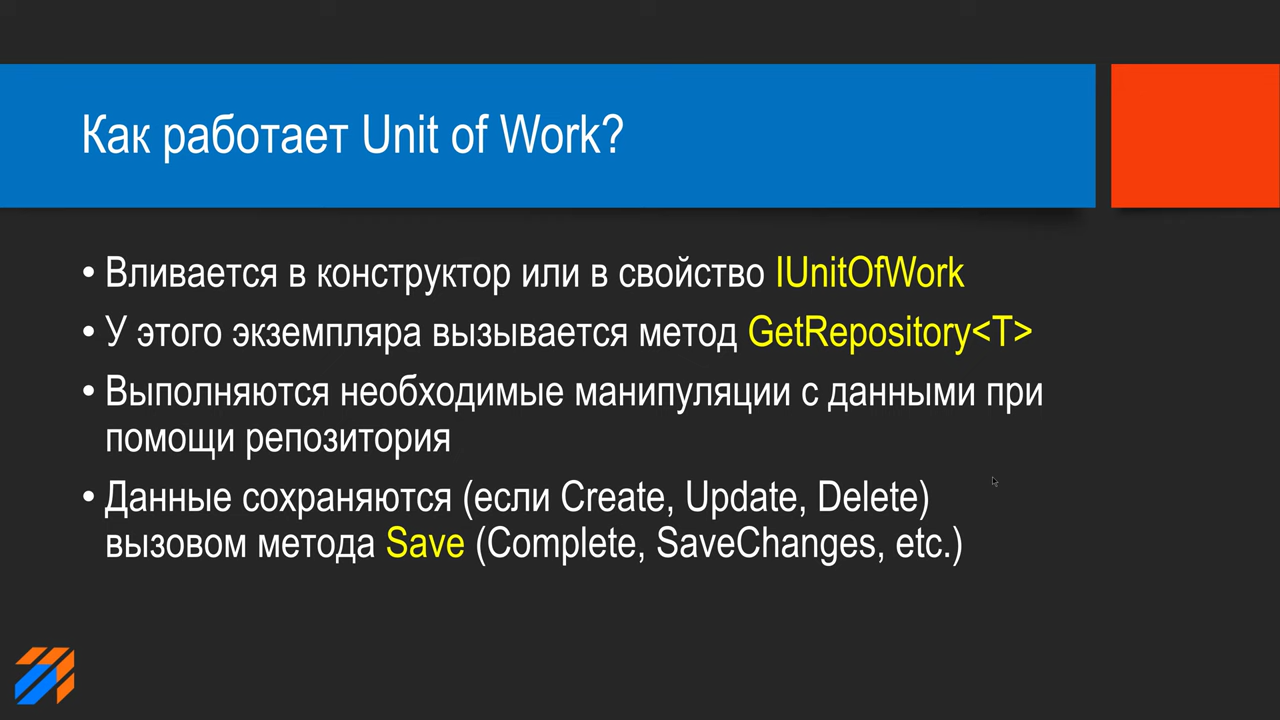 Как работает Unit of Work?
• Вливается в конструктор или в свойство IUnitOfWork
• У этого экземпляра вызывается метод GetRepository<T>
• Выполняются необходимые манипуляции с данными при
помощи репозитория
• Данные сохраняются (если Create, Update, Delete)
вызовом метода Save (Complete, SaveChanges, etc.)